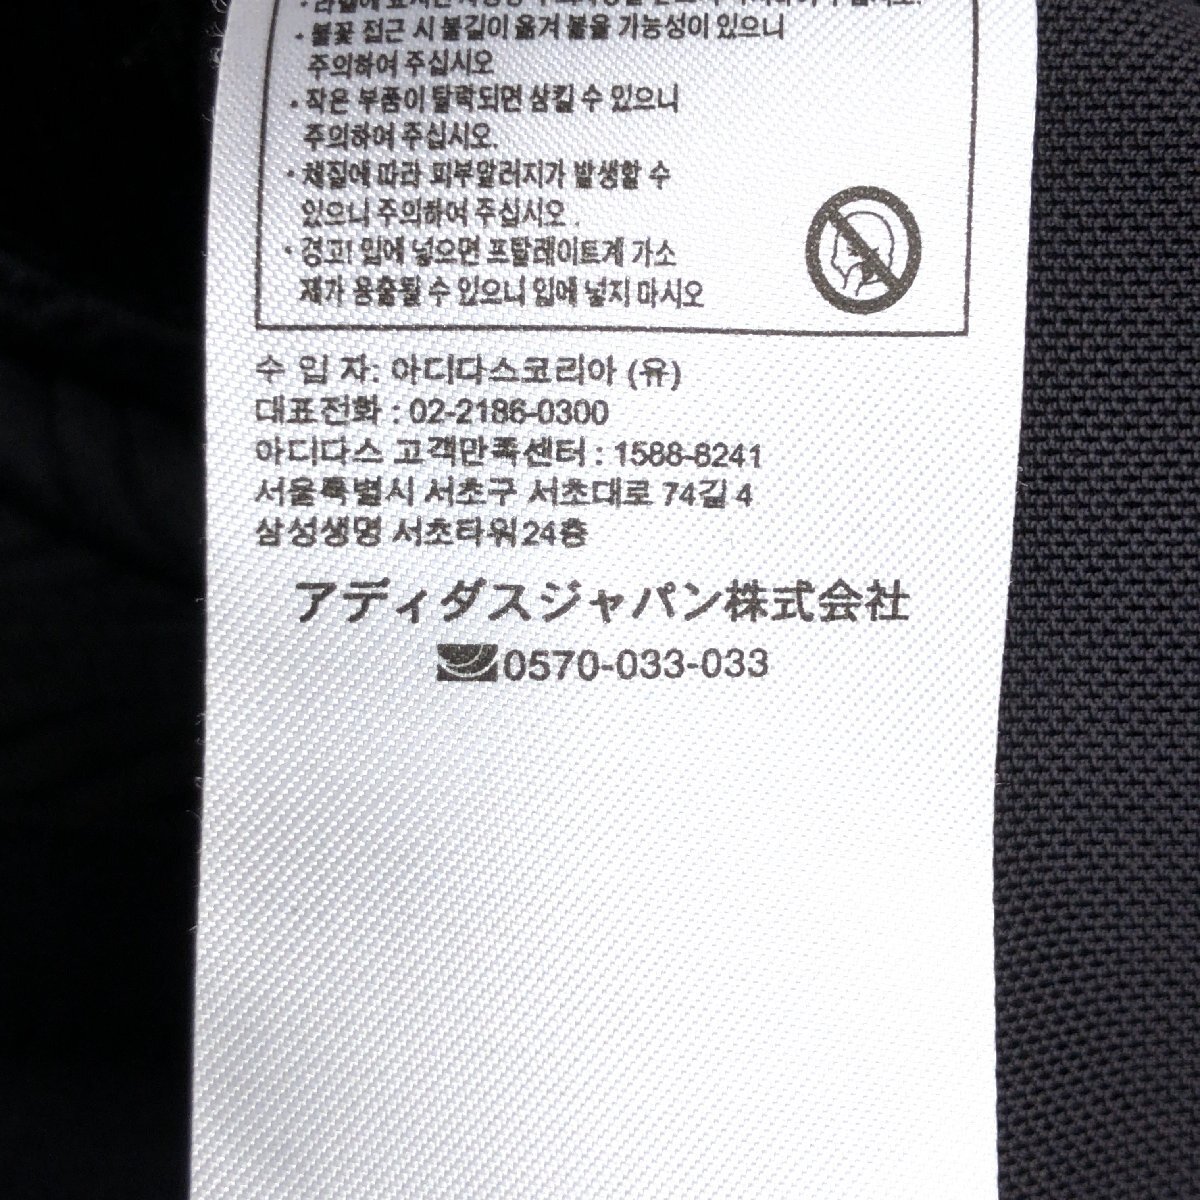 • 불꽃 접근 시 불길이 옮겨 붙을 가능성이 있으니
주의하여 주십시오
• 작은 부품이 탈락되면 삼킬 수 있으니
주의하여 주십시오.
• 체질에 따라 피부알러지가 발생할 수
있으니 주의하여 주십시오 .
• 경고! 입에 넣으면 프탈레이트계 가소
제가 용출될 수 있으니 입에 넣지 마시오
수 입 자: 아디다스코리아 (유)
대표전화 : 02-2186-0300
아디다스 고객만족센터 : 1588-8241
서울특별시 서초구 서초대로 74길 4
삼성생명 서초타워24층
アディダスジャパン株式会社
0570-033-033